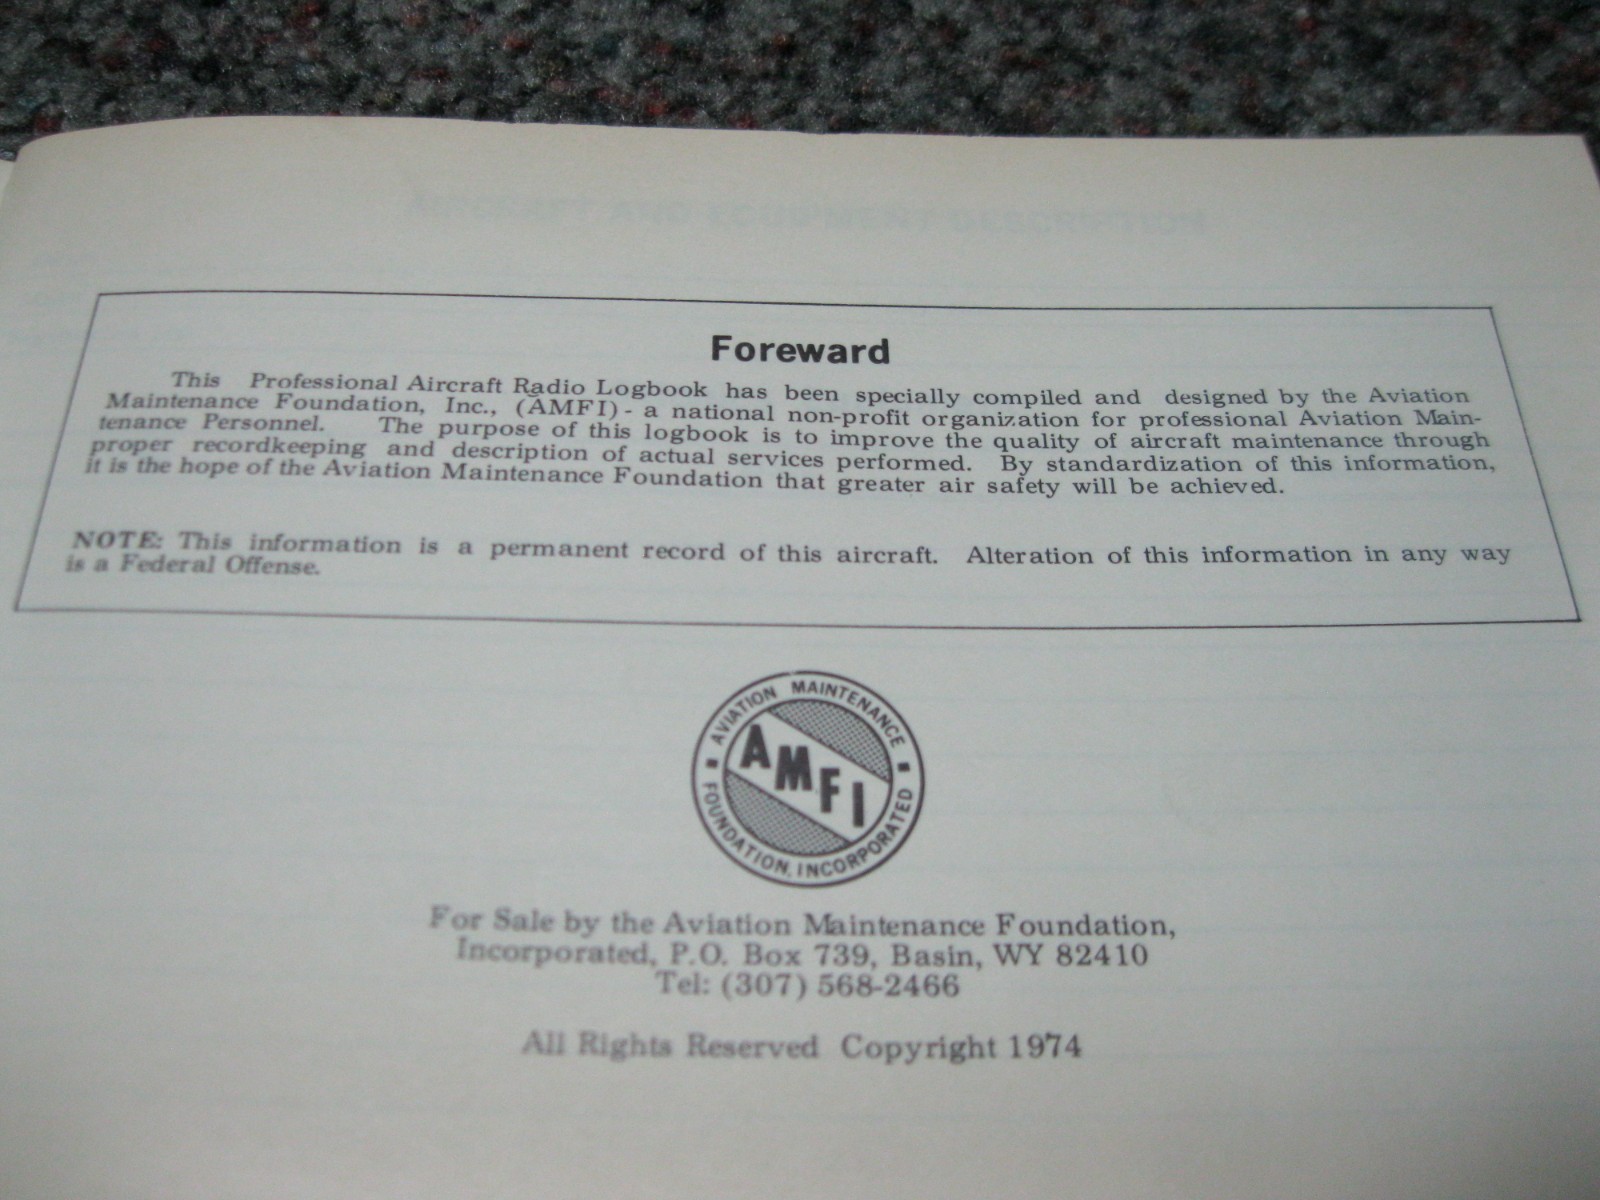 AIRCRAFT AND EQUIPMENT DESCRIPTION
Foreward
This Professional Aircraft Radio Logbook has been specially compiled and designed by the Aviation
Maintenance Foundation, Inc., (AMFI) - a national non-profit organization for professional Aviation Main-
tenance Personnel. The purpose of this logbook is to improve the quality of aircraft maintenance through
proper recordkeeping and description of actual services performed. By standardization of this information,
it is the hope of the Aviation Maintenance Foundation that greater air safety will be achieved.
NOTE: This information is a permanent record of this aircraft. Alteration of this information in any way
is a Federal Offense.
AVIATION MAINTENANCE
AMFI
FOUNDATION, INCORPORATED
For Sale by the Aviation Maintenance Foundation,
Incorporated, P.O. Box 739, Basin, WY 82410
Tel: (307) 568-2466
All Rights Reserved Copyright 1974